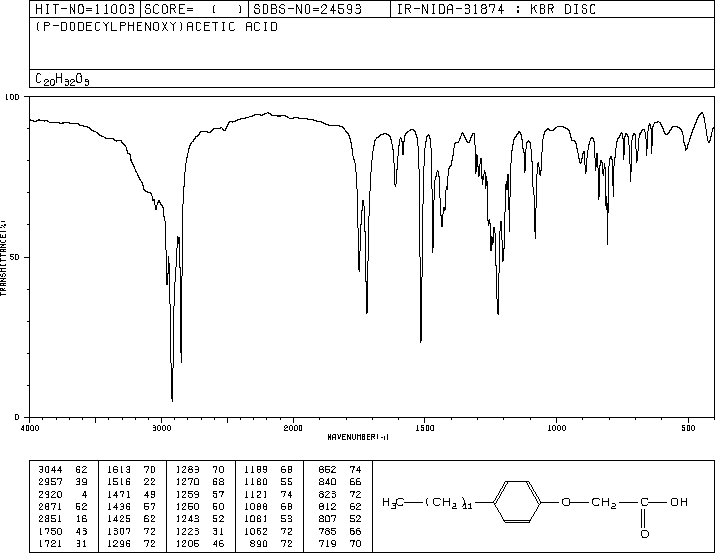 HIT-NO=11003 SCORE= ( ) SDBS-NO=24593 IR-NIDA-31874 : KBR DISC
(P-DODECYLPHENOXY)ACETIC ACID
C20H32O3
100
50
0
TRANSMITTANCE(%)
4000 3000 2000 1500 1000 500
WAVENUMBER(-1)
3044 62 1613 70 1283 70 1189 68 852 74
2957 39 1516 22 1270 68 1180 55 840 66
2920 4 1471 49 1259 57 1121 74 823 72
2871 52 1436 57 1250 50 1088 68 812 62
2851 16 1425 62 1243 52 1081 53 807 52
1750 43 1307 72 1223 31 1062 72 785 66
1721 31 1296 72 1205 46 890 72 719 70
H3C—(CH2)11 O—CH2—C—OH
O